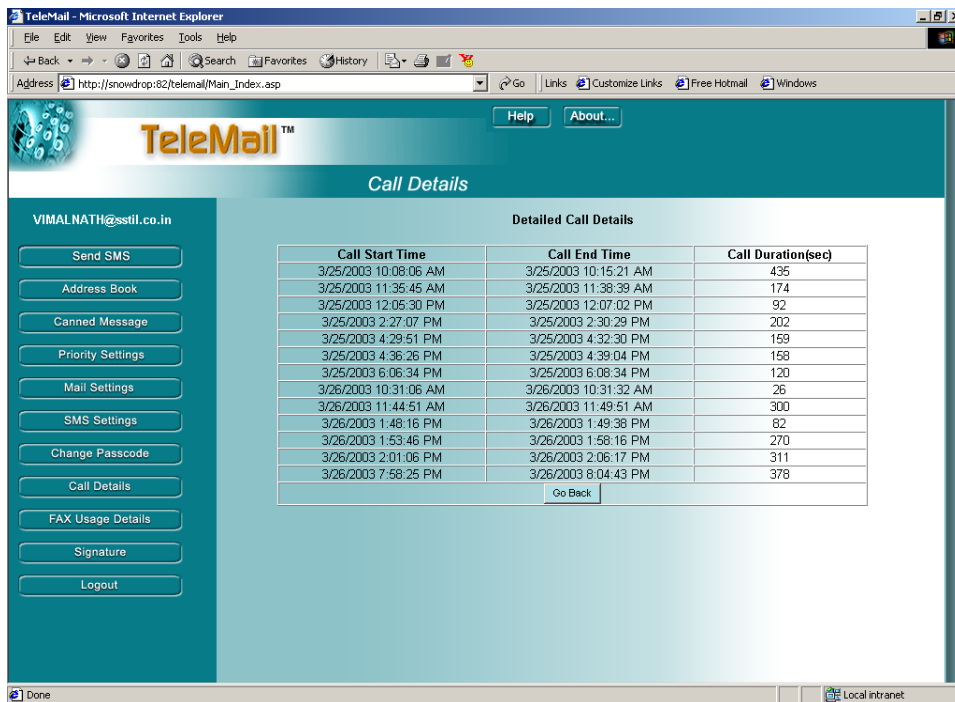 TeleMail - Microsoft Internet Explorer
File Edit View Favorites Tools Help
Back Search Favorites History
Address http://snowdrop:82/telemail/Main_Index.asp Go Links Customize Links Free Hotmail Windows
TeleMail™
Help About...
Call Details
VIMALNATH@sstil.co.in
Send SMS
Address Book
Canned Message
Priority Settings
Mail Settings
SMS Settings
Change Passcode
Call Details
FAX Usage Details
Signature
Logout
Detailed Call Details
Call Start Time Call End Time Call Duration(sec)
3/25/2003 10:08:06 AM 3/25/2003 10:15:21 AM 435
3/25/2003 11:35:45 AM 3/25/2003 11:38:39 AM 174
3/25/2003 12:05:30 PM 3/25/2003 12:07:02 PM 92
3/25/2003 2:27:07 PM 3/25/2003 2:30:29 PM 202
3/25/2003 4:29:51 PM 3/25/2003 4:32:30 PM 159
3/25/2003 4:36:26 PM 3/25/2003 4:39:04 PM 158
3/25/2003 6:06:34 PM 3/25/2003 6:08:34 PM 120
3/26/2003 10:31:06 AM 3/26/2003 10:31:32 AM 26
3/26/2003 11:44:51 AM 3/26/2003 11:49:51 AM 300
3/26/2003 1:48:16 PM 3/26/2003 1:49:38 PM 82
3/26/2003 1:53:46 PM 3/26/2003 1:58:16 PM 270
3/26/2003 2:01:06 PM 3/26/2003 2:06:17 PM 311
3/26/2003 7:58:25 PM 3/26/2003 8:04:43 PM 378
Go Back
Done Local intranet